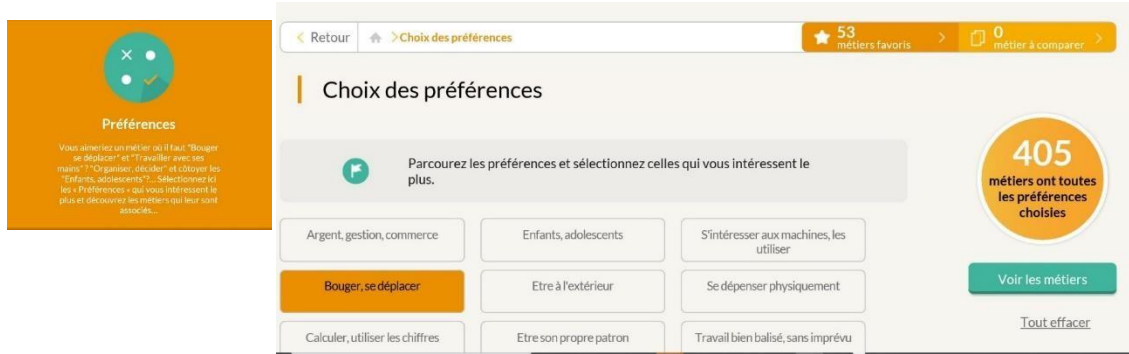 Préférences
Vous aimeriez un métier où il faut "Bouger
se déplacer" et "Travailler avec ses
mains"? "Organiser, décider" et côtoyer les
"Enfants, adolescents"?... Sélectionnez ici
les « Préférences » qui vous intéressent le
plus et découvrez les métiers qui leur sont
associés...
Retour
Choix des préférences
53
métiers favoris
0
métier à comparer
Choix des préférences
Parcourez les préférences et sélectionnez celles qui vous intéressent le
plus.
405
métiers ont toutes
les préférences
choisies
Argent, gestion, commerce
Enfants, adolescents
S'intéresser aux machines, les
utiliser
Bouger, se déplacer
Etre à l'extérieur
Se dépenser physiquement
Voir les métiers
Calculer, utiliser les chiffres
Etre son propre patron
Travail bien balisé, sans imprévu
Tout effacer